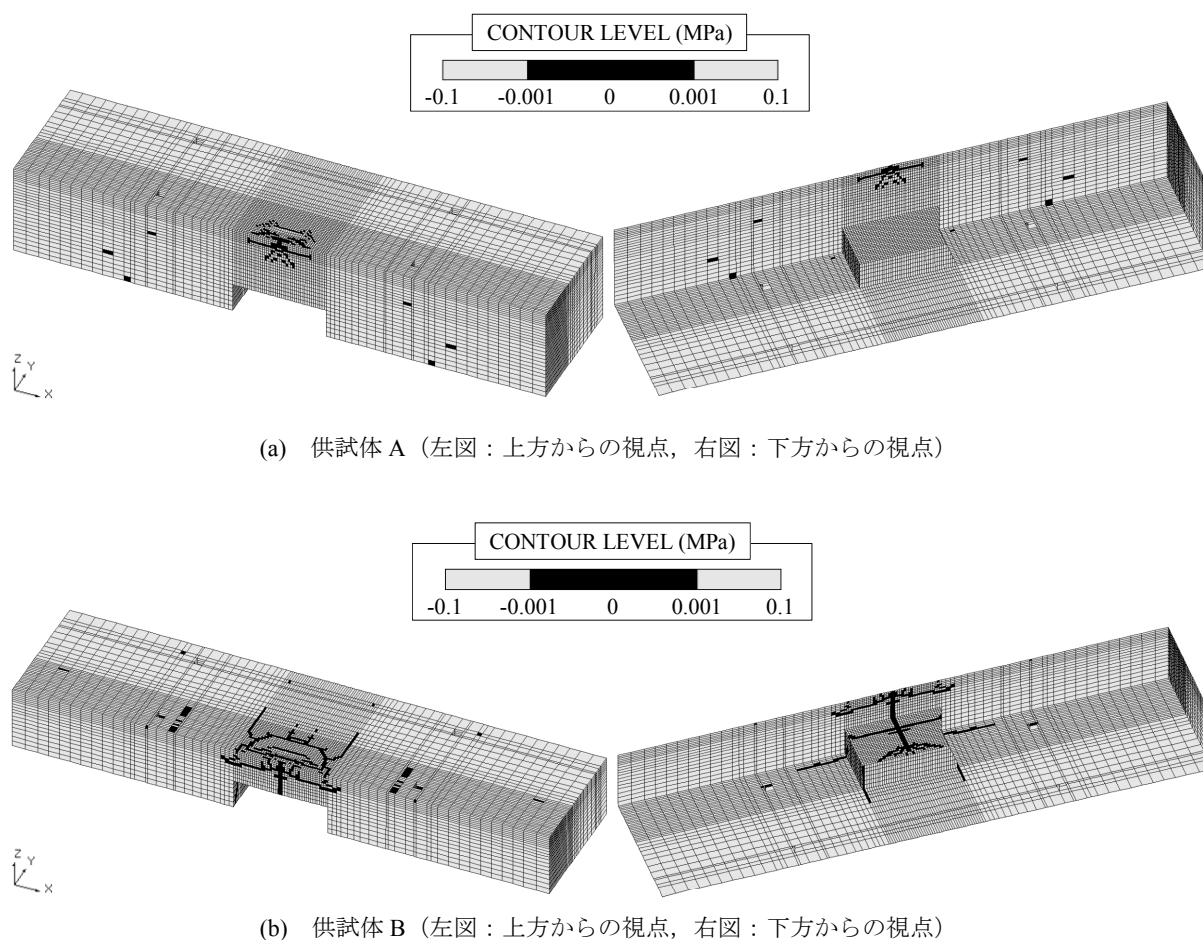 CONTOUR LEVEL (MPa)
-0.1 -0.001 0 0.001 0.1
Z Y X
(a) 供試体 A（左図：上方からの視点，右図：下方からの視点）
CONTOUR LEVEL (MPa)
-0.1 -0.001 0 0.001 0.1
Z Y X
(b) 供試体 B（左図：上方からの視点，右図：下方からの視点）